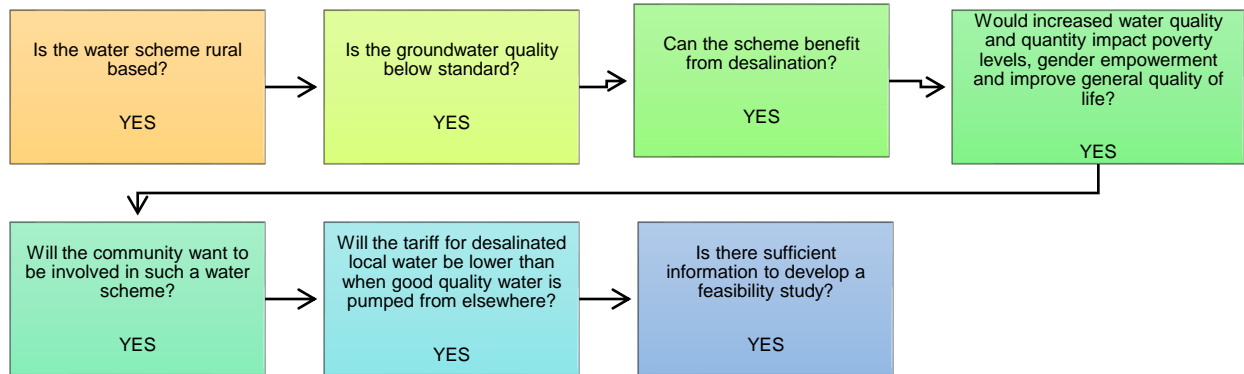 Is the water scheme rural
based?
YES
Is the groundwater quality
below standard?
YES
Can the scheme benefit
from desalination?
YES
Would increased water quality
and quantity impact poverty
levels, gender empowerment
and improve general quality of
life?
YES
Will the community want to
be involved in such a water
scheme?
YES
Will the tariff for desalinated
local water be lower than
when good quality water is
pumped from elsewhere?
YES
Is there sufficient
information to develop a
feasibility study?
YES